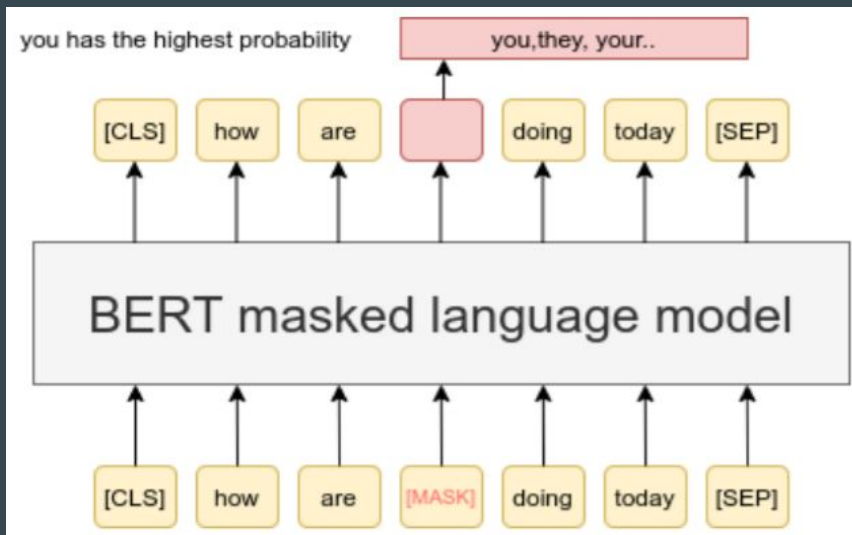 you has the highest probability
you,they, your..
[CLS] how are doing today [SEP]
BERT masked language model
[CLS] how are [MASK] doing today [SEP]